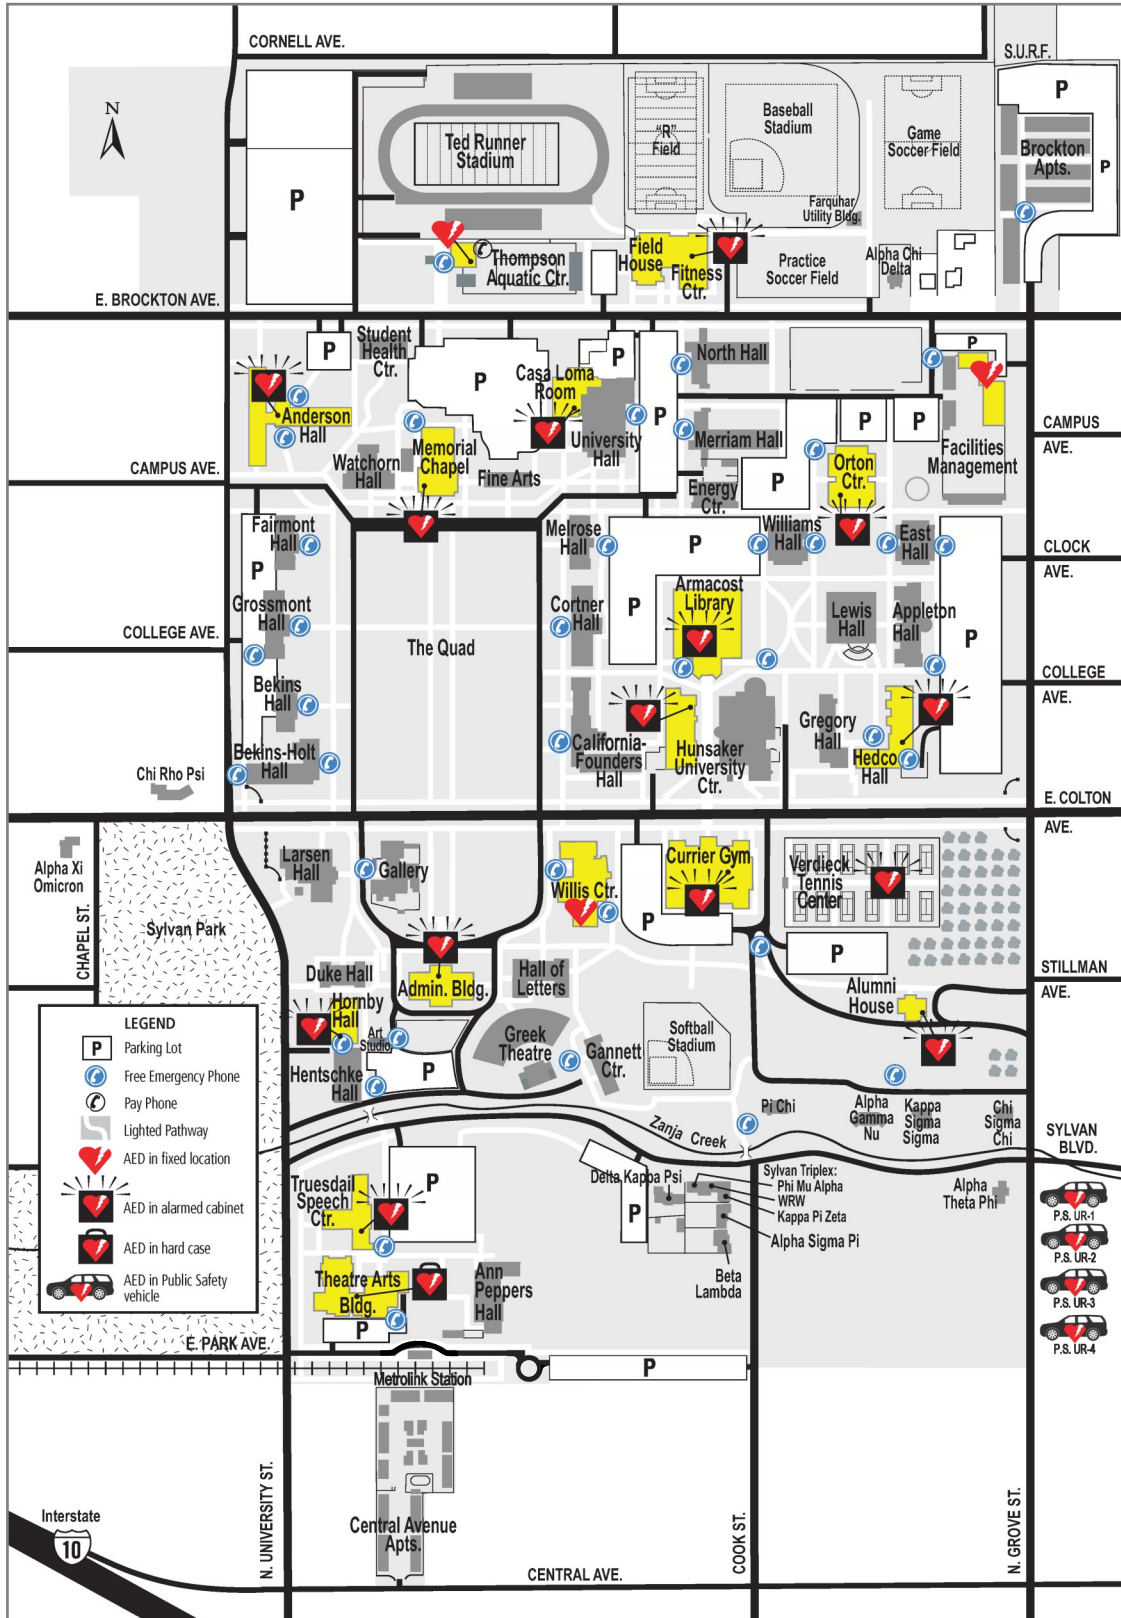 CORNELL AVE.
S.U.R.F.
N
P
P
P
Ted Runner
Stadium
"R"
Field
Baseball
Stadium
Game
Soccer Field
Brockton
Apts.
Farquhar
Utility Bldg.
Thompson
Aquatic Ctr.
Field
House
Fitness
Ctr.
Practice
Soccer Field
Alpha Chi
Delta
E. BROCKTON AVE.
P
Student
Health
Ctr.
P
Casa Loma
Room
P
P
North Hall
P
Anderson
Hall
Memorial
Chapel
Watchorn
Hall
Fine Arts
University
Hall
Merriam Hall
Energy
Ctr.
P
P
P
Orton
Ctr.
Facilities
Management
CAMPUS
AVE.
CAMPUS AVE.
Fairmont
Hall
P
Melrose
Hall
P
Williams
Hall
East
Hall
CLOCK
AVE.
Grossmont
Hall
COLLEGE AVE.
The Quad
Cortner
Hall
P
Armacost
Library
Lewis
Hall
Appleton
Hall
P
COLLEGE
AVE.
Bekins
Hall
Bekins-Holt
Hall
California-
Founders
Hall
Hunsaker
University
Ctr.
Gregory
Hall
Hedco
Hall
Chi Rho Psi
E. COLTON
AVE.
Alpha Xi
Omicron
CHAPEL ST.
Sylvan Park
Larsen
Hall
Gallery
Willis Ctr.
Currier Gym
P
Verdieck
Tennis
Center
P
STILLMAN
AVE.
Duke Hall
Admin. Bldg.
Hall of
Letters
Alumni
House
Hornby
Hall
Art
Studio
Hentschke
Hall
P
Greek
Theatre
Gannett
Ctr.
Softball
Stadium
LEGEND
P Parking Lot
Free Emergency Phone
Pay Phone
Lighted Pathway
AED in fixed location
AED in alarmed cabinet
AED in hard case
AED in Public Safety
vehicle
Zanja Creek
Pi Chi
Alpha
Gamma
Nu
Kappa
Sigma
Sigma
Chi
Sigma
Chi
SYLVAN
BLVD.
Truesdail
Speech
Ctr.
P
Delta Kappa Psi
P
Sylvan Triplex:
Phi Mu Alpha
WRW
Kappa Pi Zeta
Alpha Sigma Pi
Beta
Lambda
Alpha
Theta Phi
P.S. UR-1
P.S. UR-2
P.S. UR-3
P.S. UR-4
Theatre Arts
Bldg.
Ann
Peppers
Hall
P
E. PARK AVE.
Metrolink Station
P
N. UNIVERSITY ST.
COOK ST.
N. GROVE ST.
Central Avenue
Apts.
Interstate
10
CENTRAL AVE.